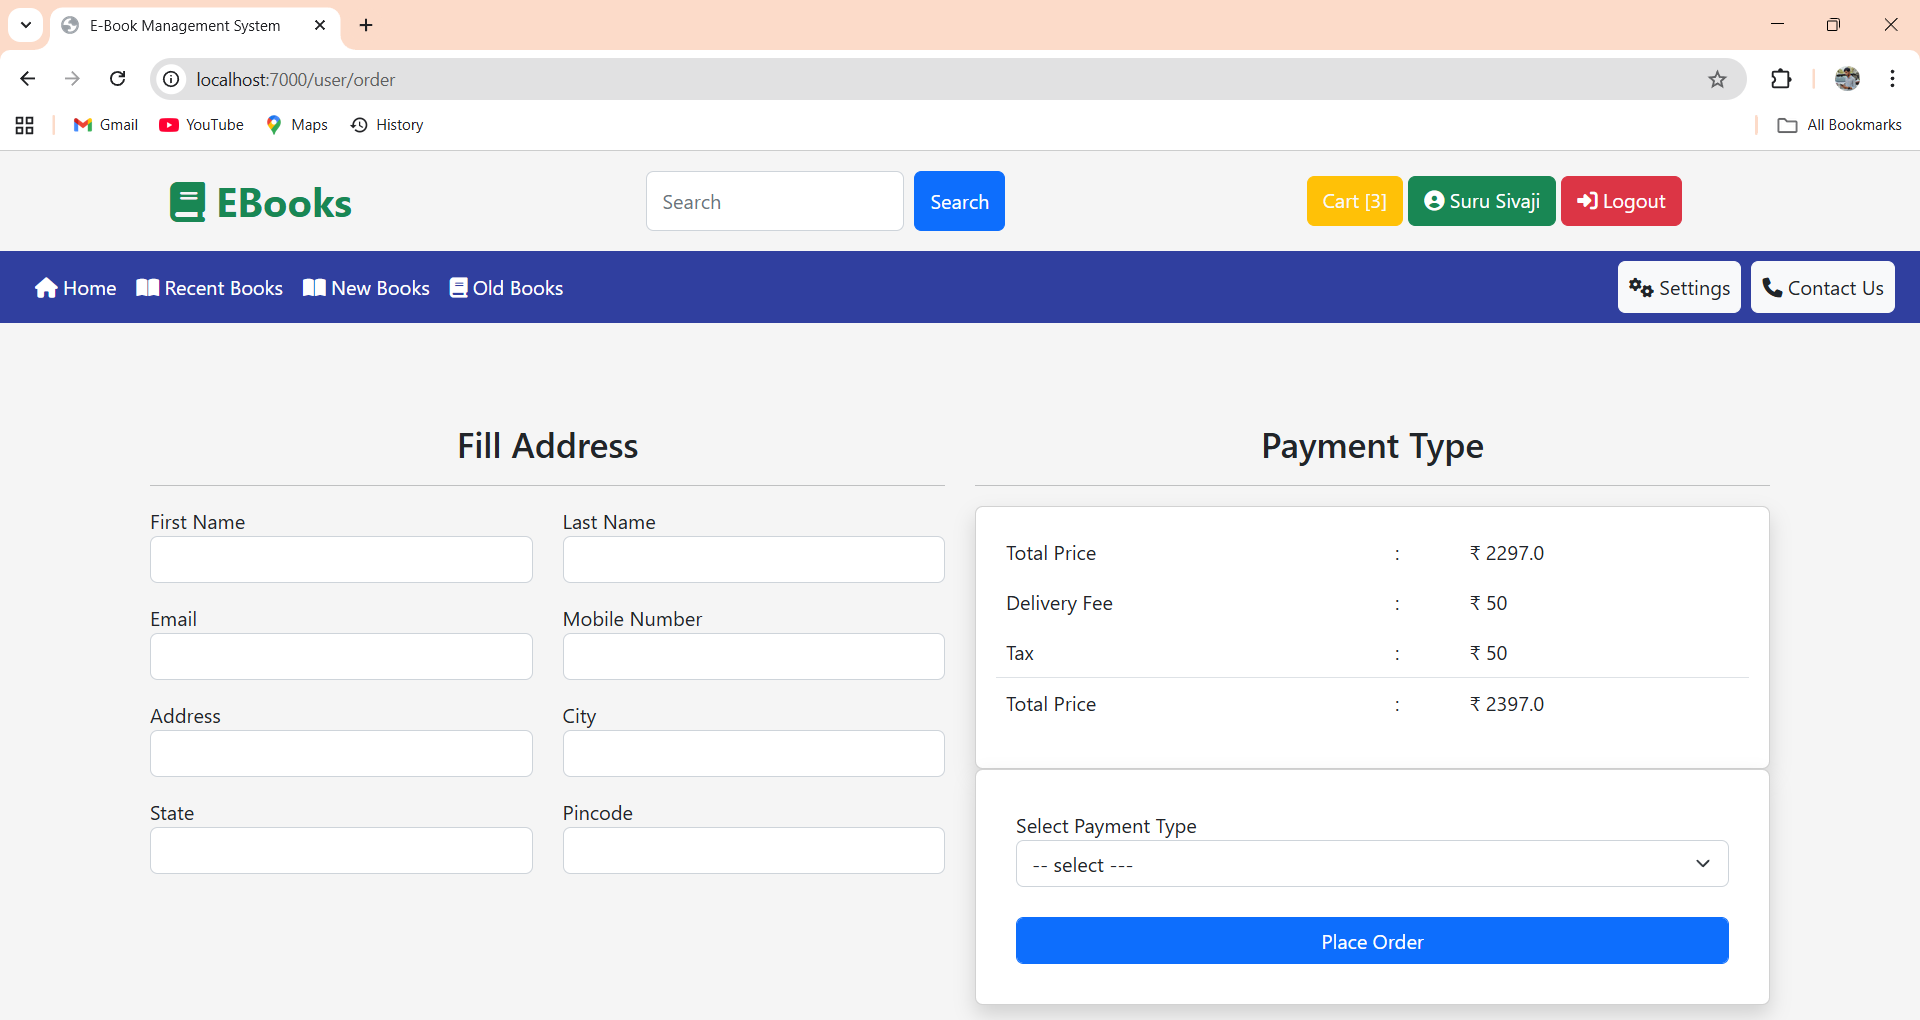 E-Book Management System
localhost:7000/user/order
Gmail YouTube Maps History All Bookmarks
EBooks Search Search Cart [3] Suru Sivaji Logout
Home Recent Books New Books Old Books Settings Contact Us
Fill Address
First Name Last Name
Email Mobile Number
Address City
State Pincode
Payment Type
Total Price : ₹ 2297.0
Delivery Fee : ₹ 50
Tax : ₹ 50
Total Price : ₹ 2397.0
Select Payment Type
-- select ---
Place Order